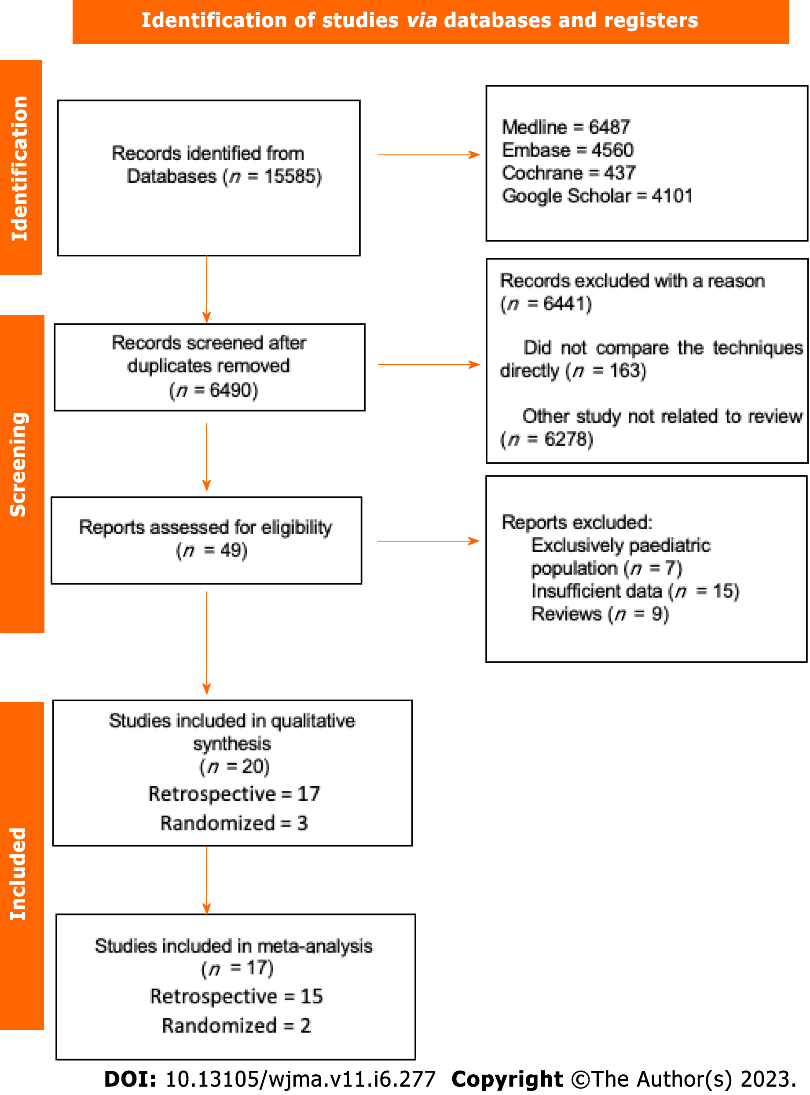 Identification of studies via databases and registers
Identification
Records identified from
Databases (n = 15585)
Medline = 6487
Embase = 4560
Cochrane = 437
Google Scholar = 4101
Screening
Records screened after
duplicates removed
(n = 6490)
Records excluded with a reason
(n = 6441)
Did not compare the techniques
directly (n = 163)
Other study not related to review
(n = 6278)
Reports assessed for eligibility
(n = 49)
Reports excluded:
Exclusively paediatric
population (n = 7)
Insufficient data (n = 15)
Reviews (n = 9)
Included
Studies included in qualitative
synthesis
(n = 20)
Retrospective = 17
Randomized = 3
Studies included in meta-analysis
(n = 17)
Retrospective = 15
Randomized = 2
DOI: 10.13105/wjma.v11.i6.277 Copyright ©The Author(s) 2023.